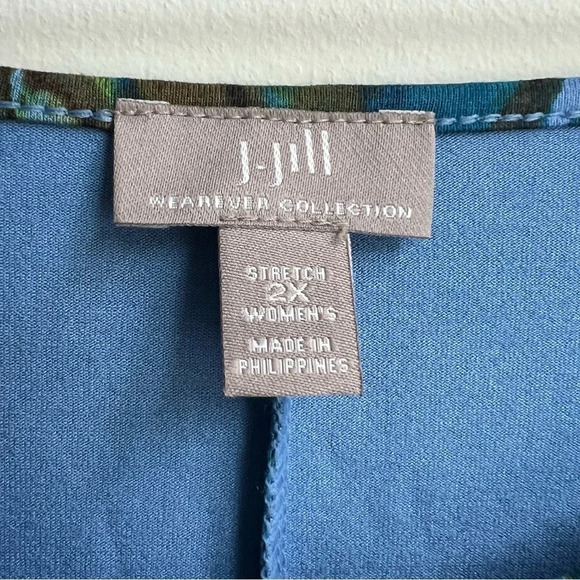 J-Jill
WEAREVER COLLECTION
STRETCH
2X
WOMEN'S
MADE IN
PHILIPPINES